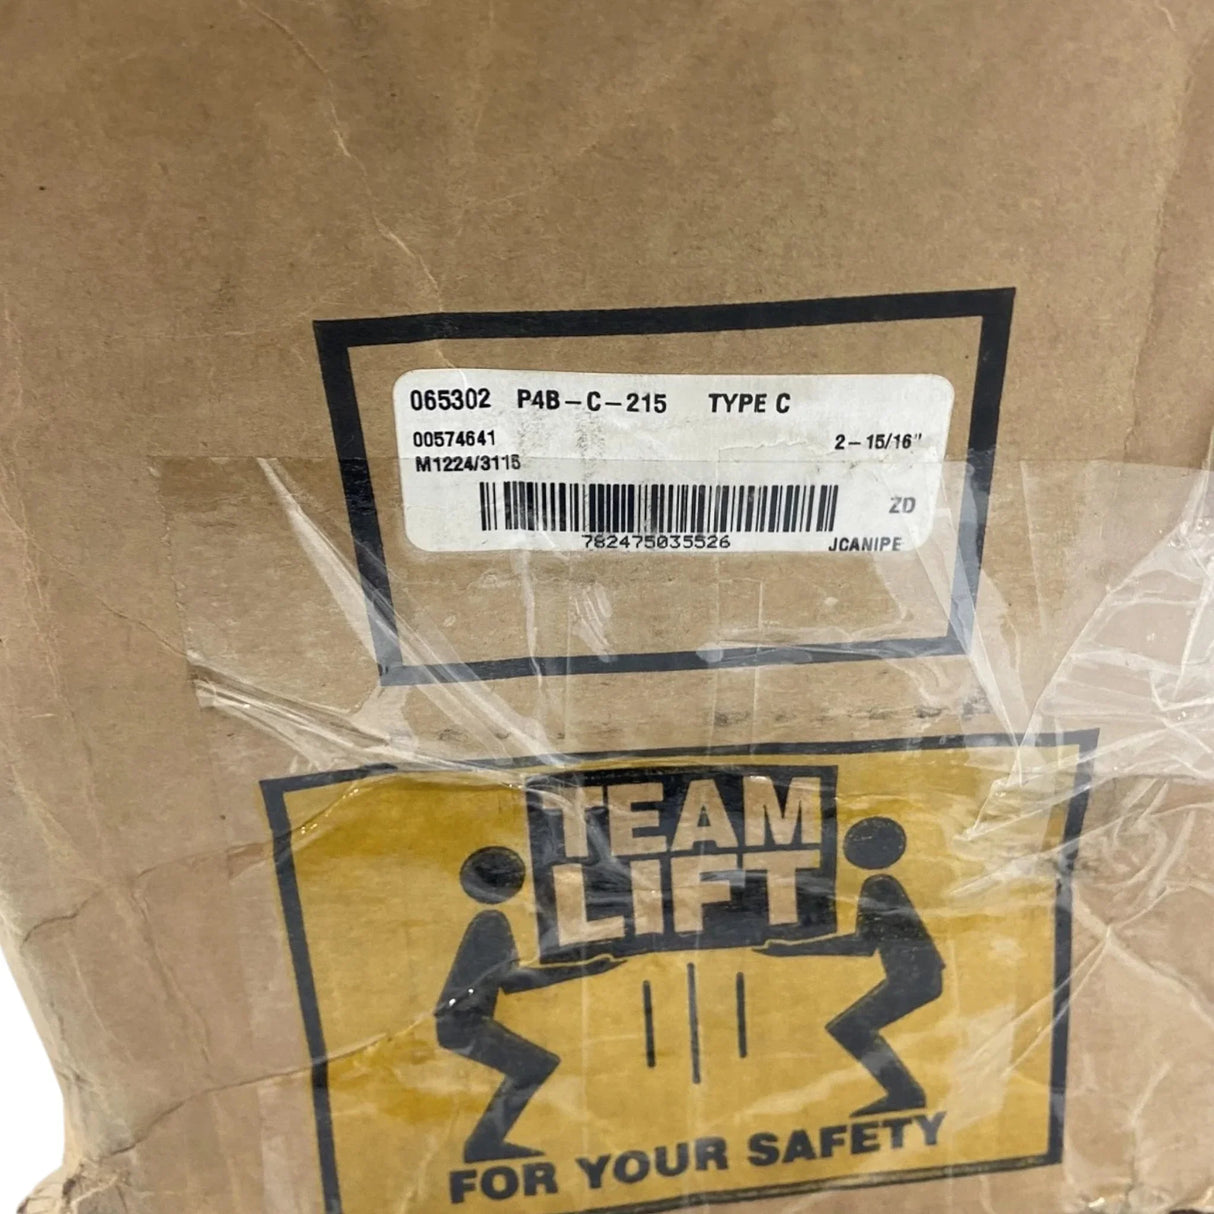 065302 P4B-C-215 TYPE C
00574641 2-15/16"
M1224/3115
ZD
782475035526 JCANIPE
TEAM
LIFT
FOR YOUR SAFETY